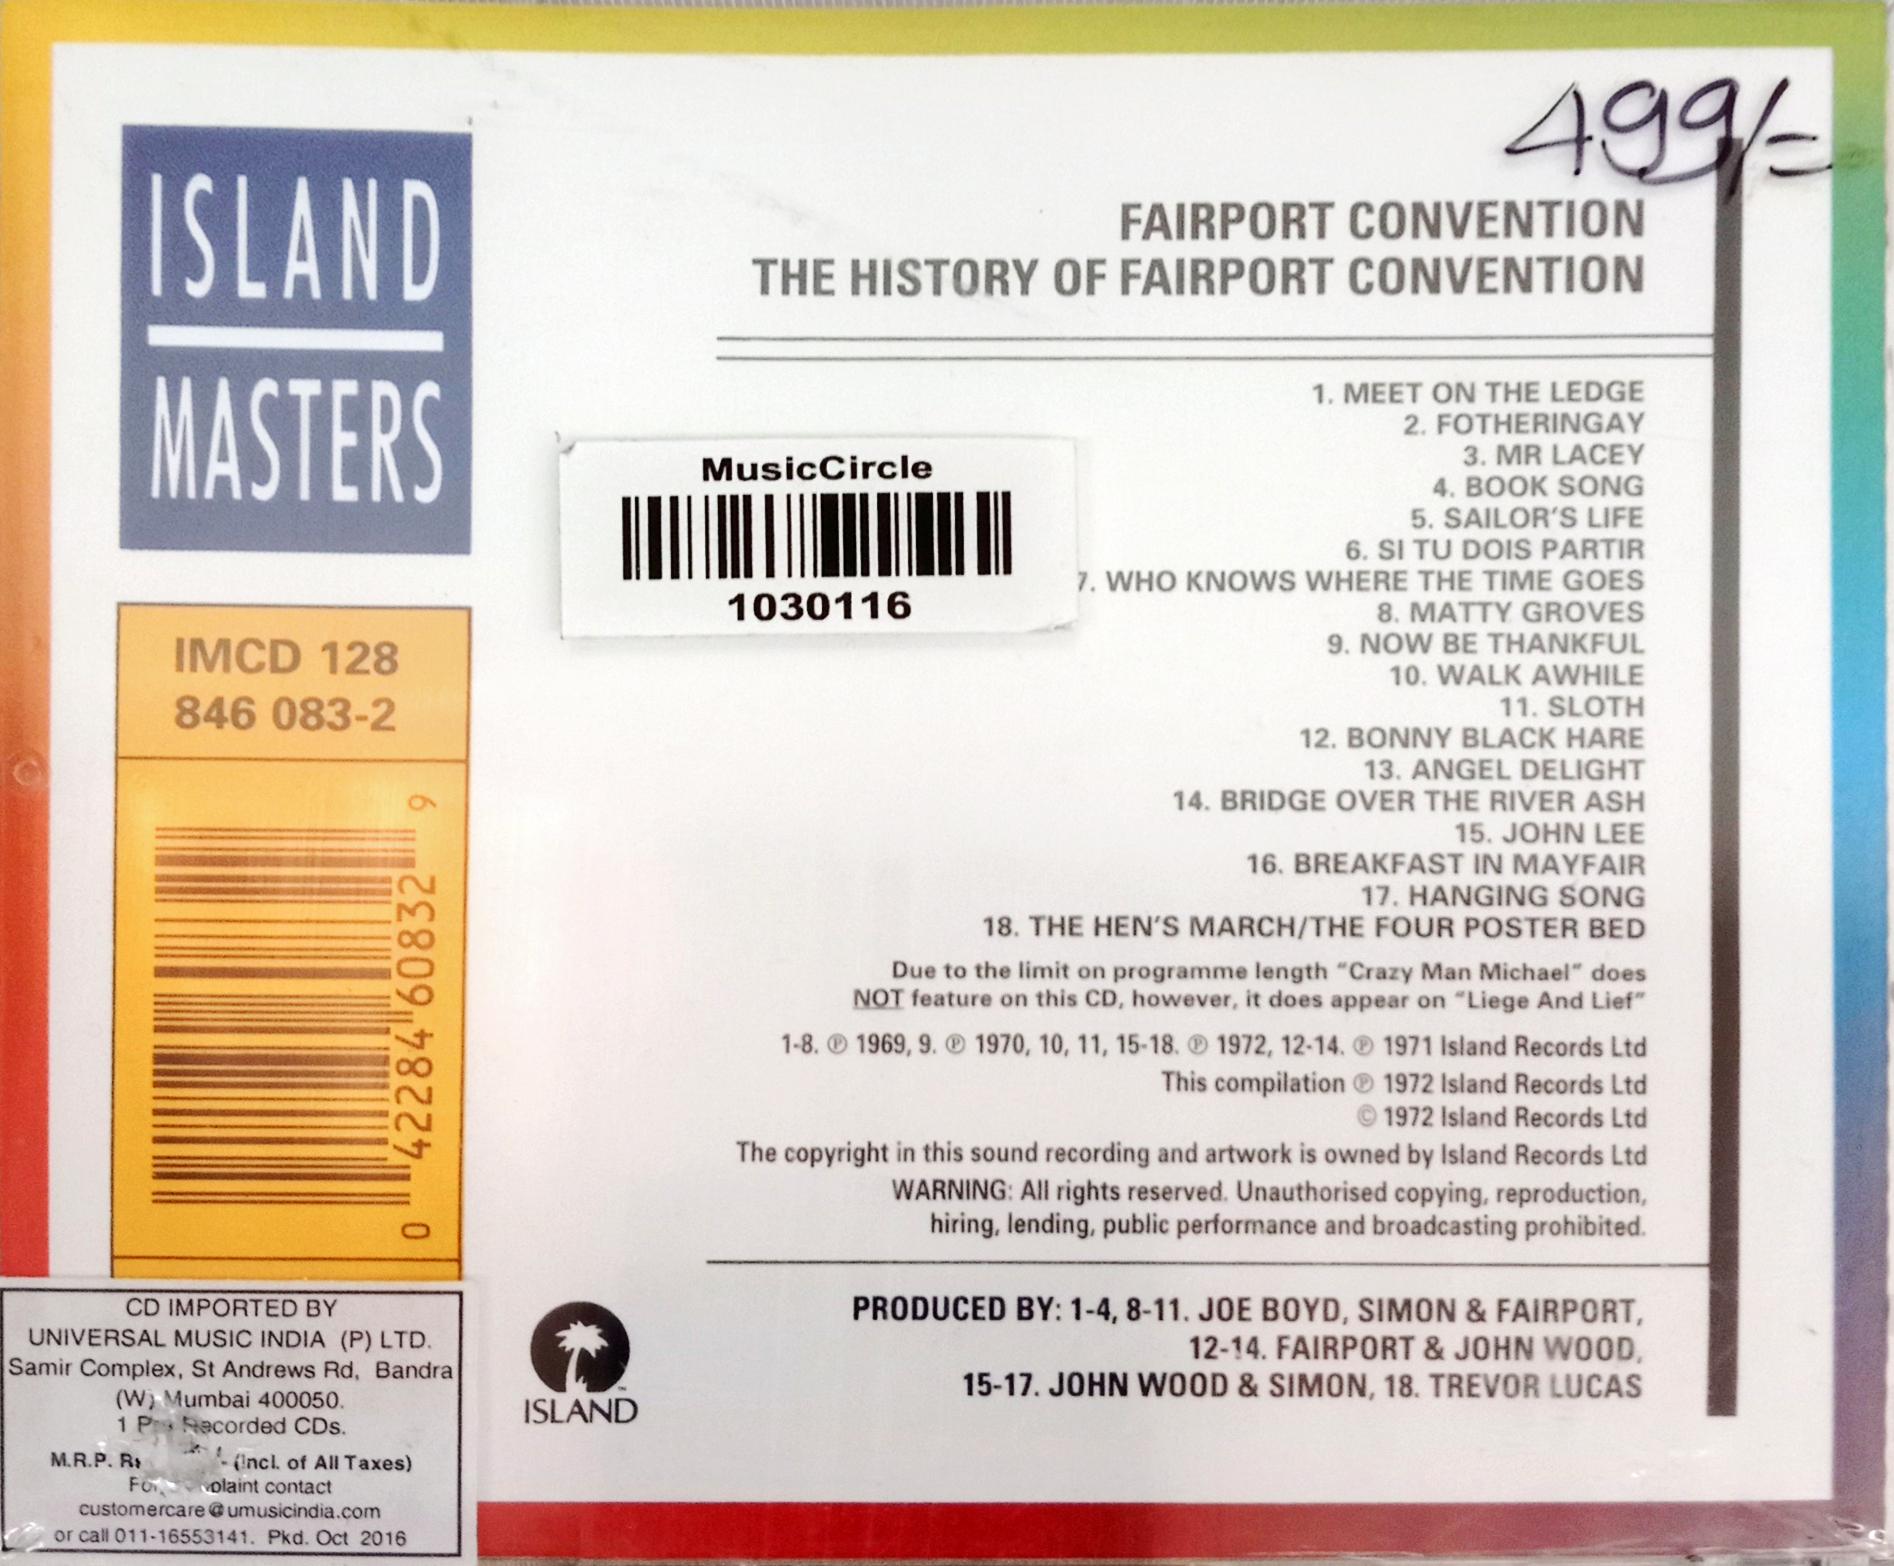 499/=
ISLAND
MASTERS
FAIRPORT CONVENTION
THE HISTORY OF FAIRPORT CONVENTION
1. MEET ON THE LEDGE
2. FOTHERINGAY
3. MR LACEY
4. BOOK SONG
5. SAILOR'S LIFE
6. SI TU DOIS PARTIR
7. WHO KNOWS WHERE THE TIME GOES
8. MATTY GROVES
9. NOW BE THANKFUL
10. WALK AWHILE
11. SLOTH
12. BONNY BLACK HARE
13. ANGEL DELIGHT
14. BRIDGE OVER THE RIVER ASH
15. JOHN LEE
16. BREAKFAST IN MAYFAIR
17. HANGING SONG
18. THE HEN'S MARCH/THE FOUR POSTER BED
Due to the limit on programme length "Crazy Man Michael" does
NOT feature on this CD, however, it does appear on "Liege And Lief"
1-8. ℗ 1969, 9. ℗ 1970, 10, 11, 15-18. ℗ 1972, 12-14. ℗ 1971 Island Records Ltd
This compilation ℗ 1972 Island Records Ltd
© 1972 Island Records Ltd
The copyright in this sound recording and artwork is owned by Island Records Ltd
WARNING: All rights reserved. Unauthorised copying, reproduction,
hiring, lending, public performance and broadcasting prohibited.
PRODUCED BY: 1-4, 8-11. JOE BOYD, SIMON & FAIRPORT,
12-14. FAIRPORT & JOHN WOOD,
15-17. JOHN WOOD & SIMON, 18. TREVOR LUCAS
MusicCircle
1030116
IMCD 128
846 083-2
0 42284 60832 9
ISLAND
CD IMPORTED BY
UNIVERSAL MUSIC INDIA (P) LTD.
Samir Complex, St Andrews Rd, Bandra
(W) Mumbai 400050.
1 Recorded CDs.
M.R.P. (Incl. of All Taxes)
contact
customercare@umusicindia.com
or call 011-16553141. Pkd. Oct 2016